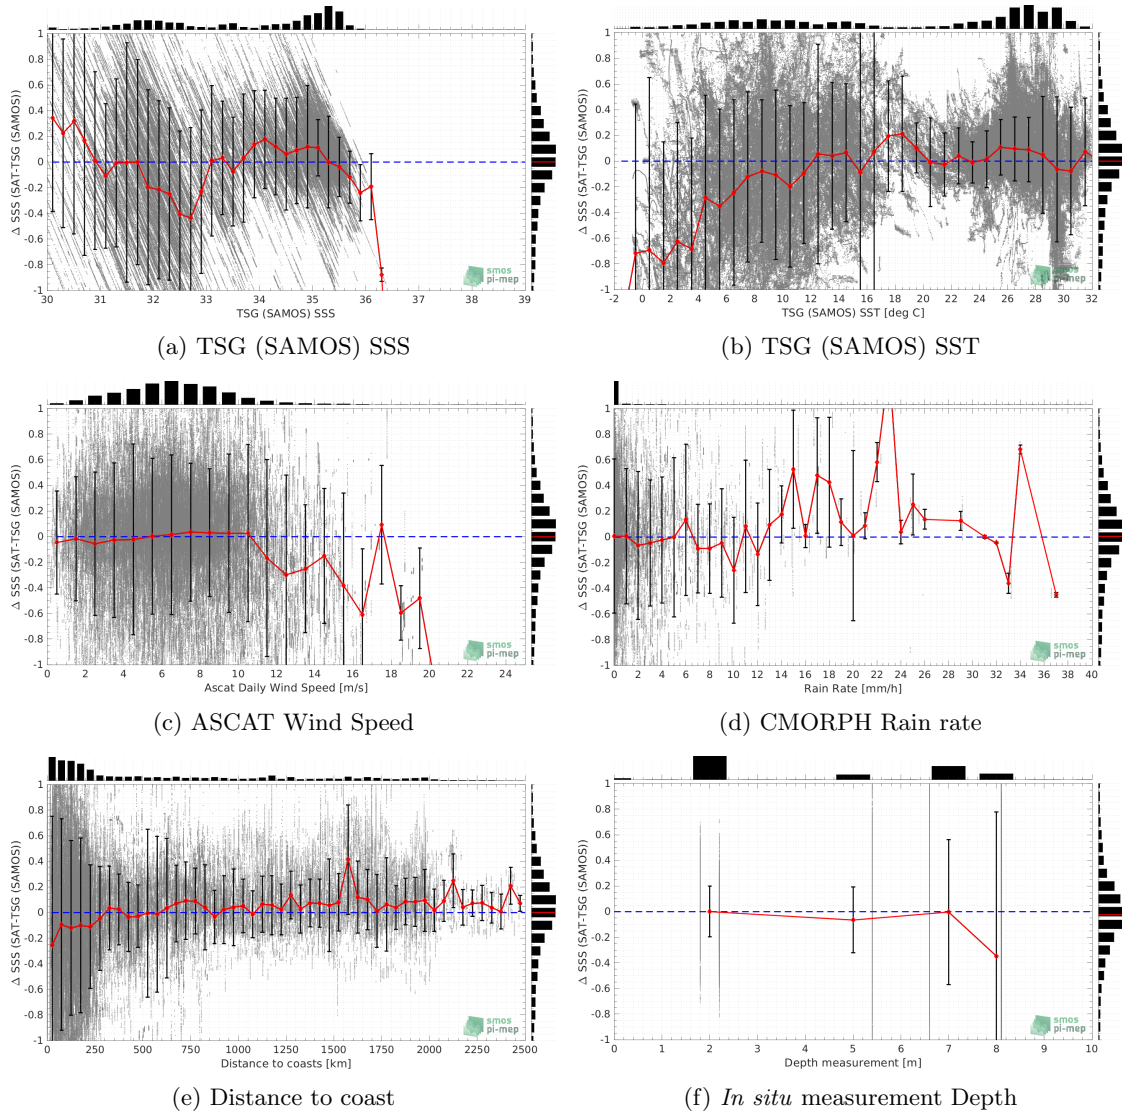 Δ SSS (SAT-TSG (SAMOS))
1
0.8
0.6
0.4
0.2
0
-0.2
-0.4
-0.6
-0.8
-1
30 31 32 33 34 35 36 37 38 39
TSG (SAMOS) SSS
smos
pi-mep
(a) TSG (SAMOS) SSS
Δ SSS (SAT-TSG (SAMOS))
1
0.8
0.6
0.4
0.2
0
-0.2
-0.4
-0.6
-0.8
-1
-2 0 2 4 6 8 10 12 14 16 18 20 22 24 26 28 30 32
TSG (SAMOS) SST [deg C]
smos
pi-mep
(b) TSG (SAMOS) SST
Δ SSS (SAT-TSG (SAMOS))
1
0.8
0.6
0.4
0.2
0
-0.2
-0.4
-0.6
-0.8
-1
0 2 4 6 8 10 12 14 16 18 20 22 24
Ascat Daily Wind Speed [m/s]
smos
pi-mep
(c) ASCAT Wind Speed
Δ SSS (SAT-TSG (SAMOS))
1
0.8
0.6
0.4
0.2
0
-0.2
-0.4
-0.6
-0.8
-1
0 2 4 6 8 10 12 14 16 18 20 22 24 26 28 30 32 34 36 38 40
Rain Rate [mm/h]
smos
pi-mep
(d) CMORPH Rain rate
Δ SSS (SAT-TSG (SAMOS))
1
0.8
0.6
0.4
0.2
0
-0.2
-0.4
-0.6
-0.8
-1
0 250 500 750 1000 1250 1500 1750 2000 2250 2500
Distance to coasts [km]
smos
pi-mep
(e) Distance to coast
Δ SSS (SAT-TSG (SAMOS))
1
0.8
0.6
0.4
0.2
0
-0.2
-0.4
-0.6
-0.8
-1
0 1 2 3 4 5 6 7 8 9 10
Depth measurement [m]
smos
pi-mep
(f) In situ measurement Depth